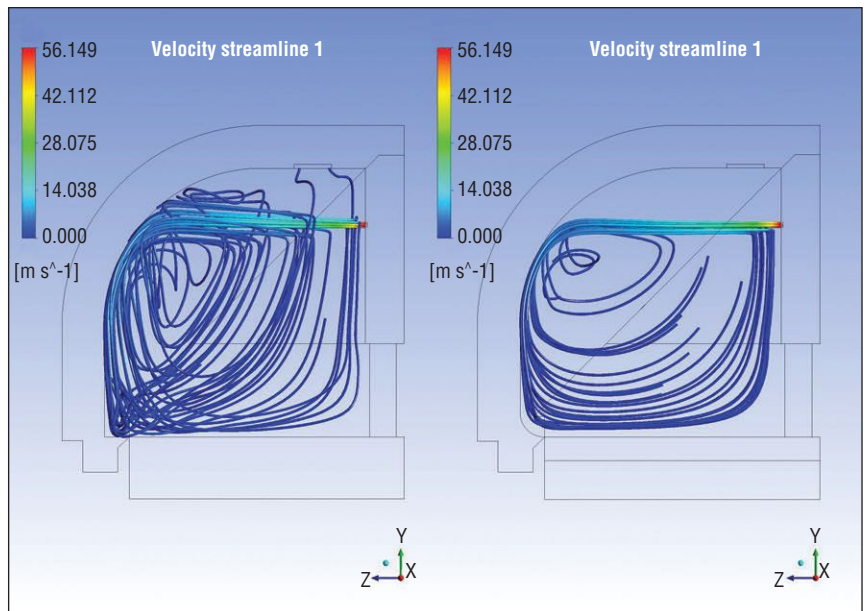 Velocity streamline 1
56.149
42.112
28.075
14.038
0.000
[m s^-1]
Y
Z
X
Velocity streamline 1
56.149
42.112
28.075
14.038
0.000
[m s^-1]
Y
Z
X